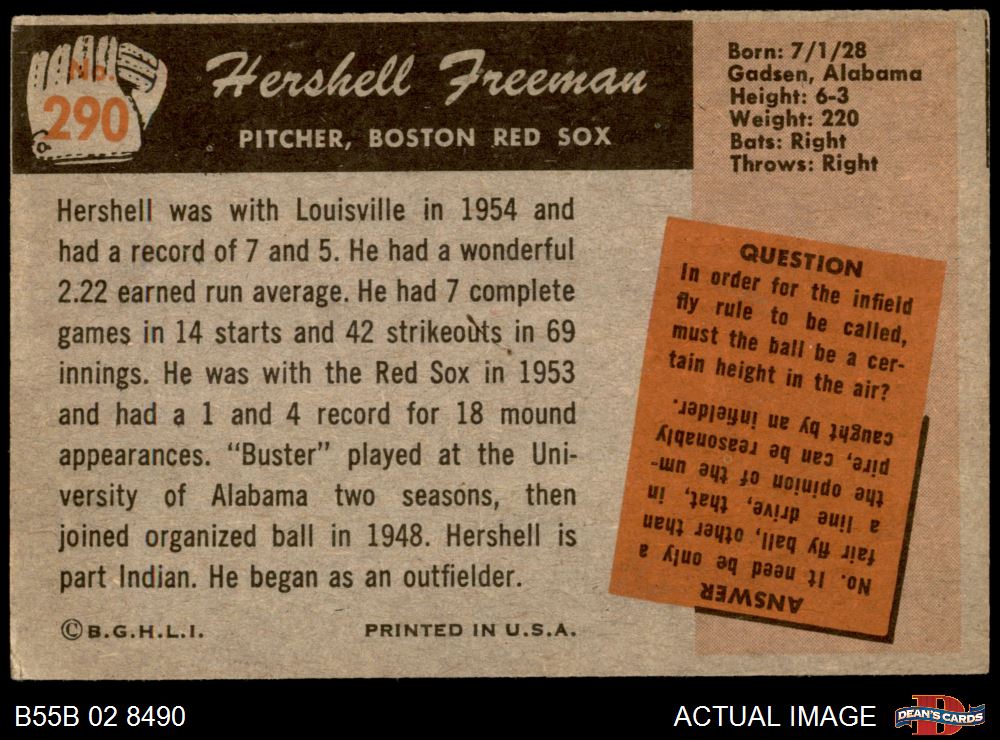 No.
290
Hershell Freeman
PITCHER, BOSTON RED SOX
Born: 7/1/28
Gadsen, Alabama
Height: 6-3
Weight: 220
Bats: Right
Throws: Right
Hershell was with Louisville in 1954 and
had a record of 7 and 5. He had a wonderful
2.22 earned run average. He had 7 complete
games in 14 starts and 42 strikeouts in 69
innings. He was with the Red Sox in 1953
and had a 1 and 4 record for 18 mound
appearances. “Buster” played at the Uni-
versity of Alabama two seasons, then
joined organized ball in 1948. Hershell is
part Indian. He began as an outfielder.
©B.G.H.L.I.
PRINTED IN U.S.A.
QUESTION
In order for the infield
fly rule to be called,
must the ball be a cer-
tain height in the air?
ANSWER
No. It need be only a
fair fly ball, other than
a line drive, that, in
the opinion of the um-
pire, can be reasonably
caught by an infielder.
B55B 02 8490
ACTUAL IMAGE
D
DEAN'S CARDS